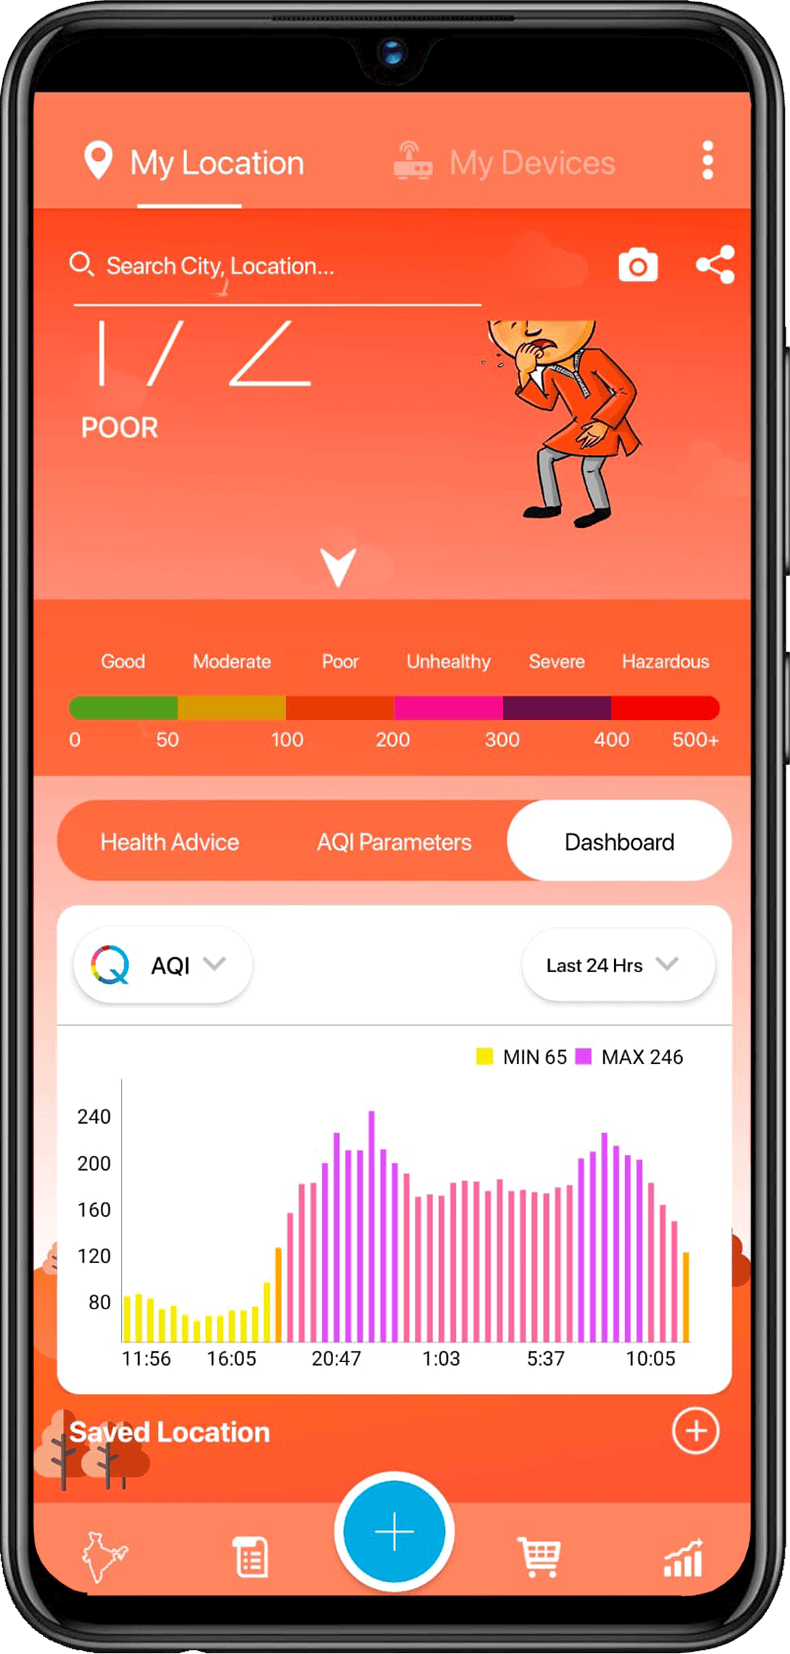 My Location My Devices
Search City, Location...
POOR
Good Moderate Poor Unhealthy Severe Hazardous
0 50 100 200 300 400 500+
Health Advice AQI Parameters Dashboard
AQI Last 24 Hrs
MIN 65 MAX 246
240
200
160
120
80
11:56 16:05 20:47 1:03 5:37 10:05
Saved Location